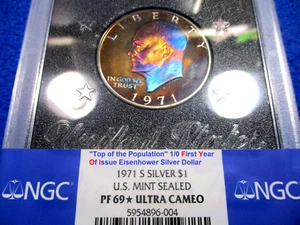 LIBERTY
IN GOD WE
TRUST
1971
"Top of the Population" 1/0 First Year
Of Issue Eisenhower Silver Dollar
1971 S SILVER $1
U.S. MINT SEALED
NGC PF 69★ ULTRA CAMEO NGC
5954896-004